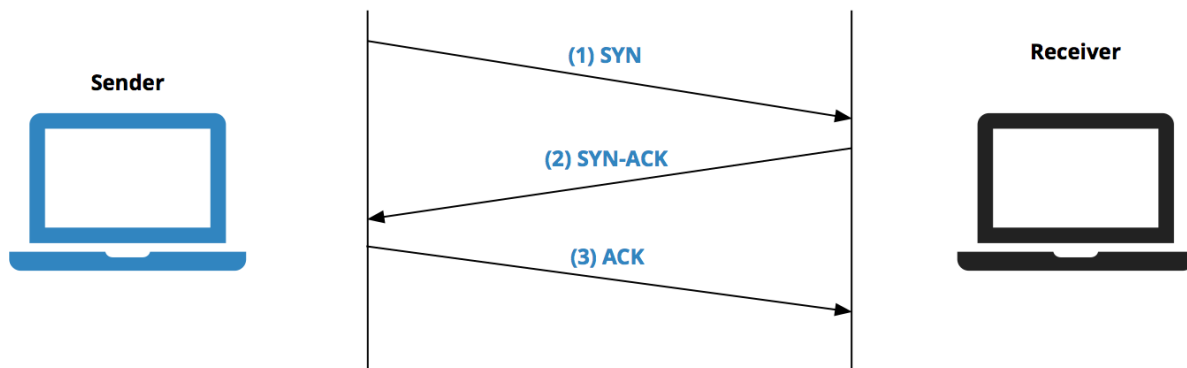 Sender
(1) SYN
Receiver
(2) SYN-ACK
(3) ACK